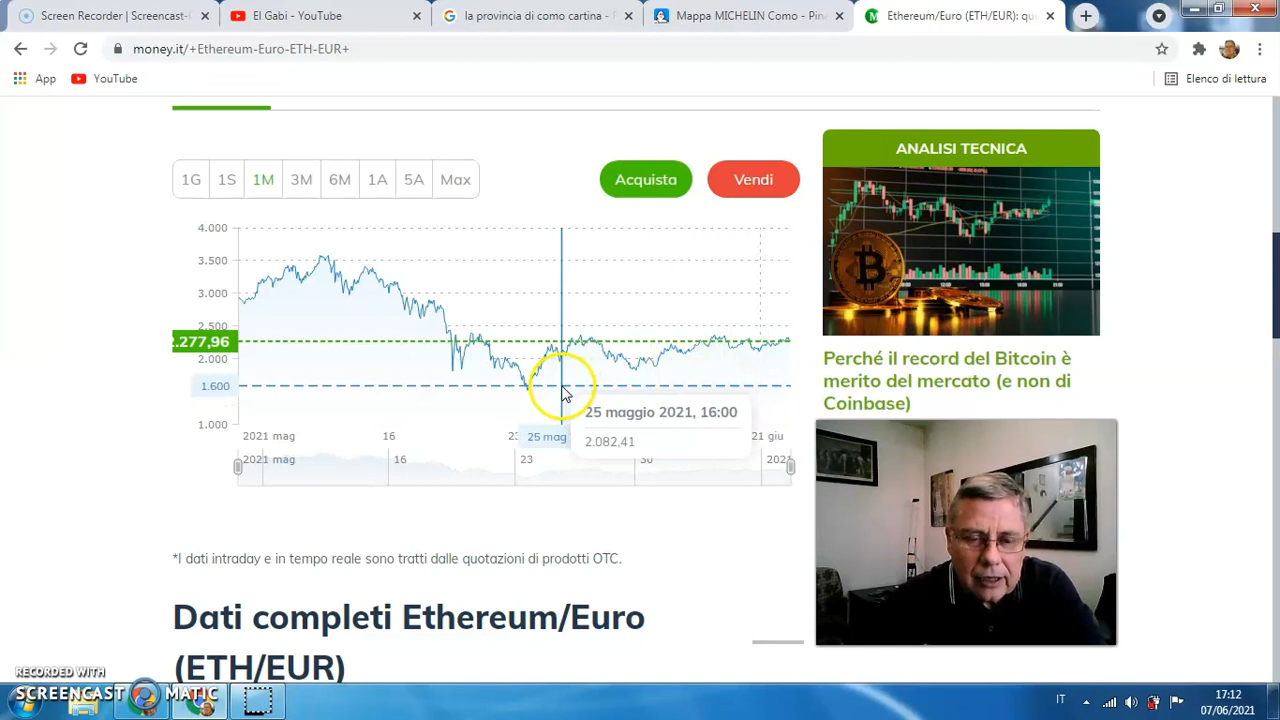 Screen Recorder | Screencast-O
El Gabi - YouTube
la provincia di como cartina -
Mappa MICHELIN Como - Pin
Ethereum/Euro (ETH/EUR): qu
money.it/+Ethereum-Euro-ETH-EUR+
App
YouTube
Elenco di lettura
1G
1S
1M
3M
6M
1A
5A
Max
Acquista
Vendi
4.000
3.500
3.000
2.500
2.277,96
2.000
1.600
1.000
2021 mag
16
23
25 mag
21 giu
25 maggio 2021, 16:00
2.082,41
2021 mag
16
23
30
2021
*I dati intraday e in tempo reale sono tratti dalle quotazioni di prodotti OTC.
Dati completi Ethereum/Euro
(ETH/EUR)
ANALISI TECNICA
Perché il record del Bitcoin è
merito del mercato (e non di
Coinbase)
RECORDED WITH
SCREENCAST MATIC
IT
17:12
07/06/2021